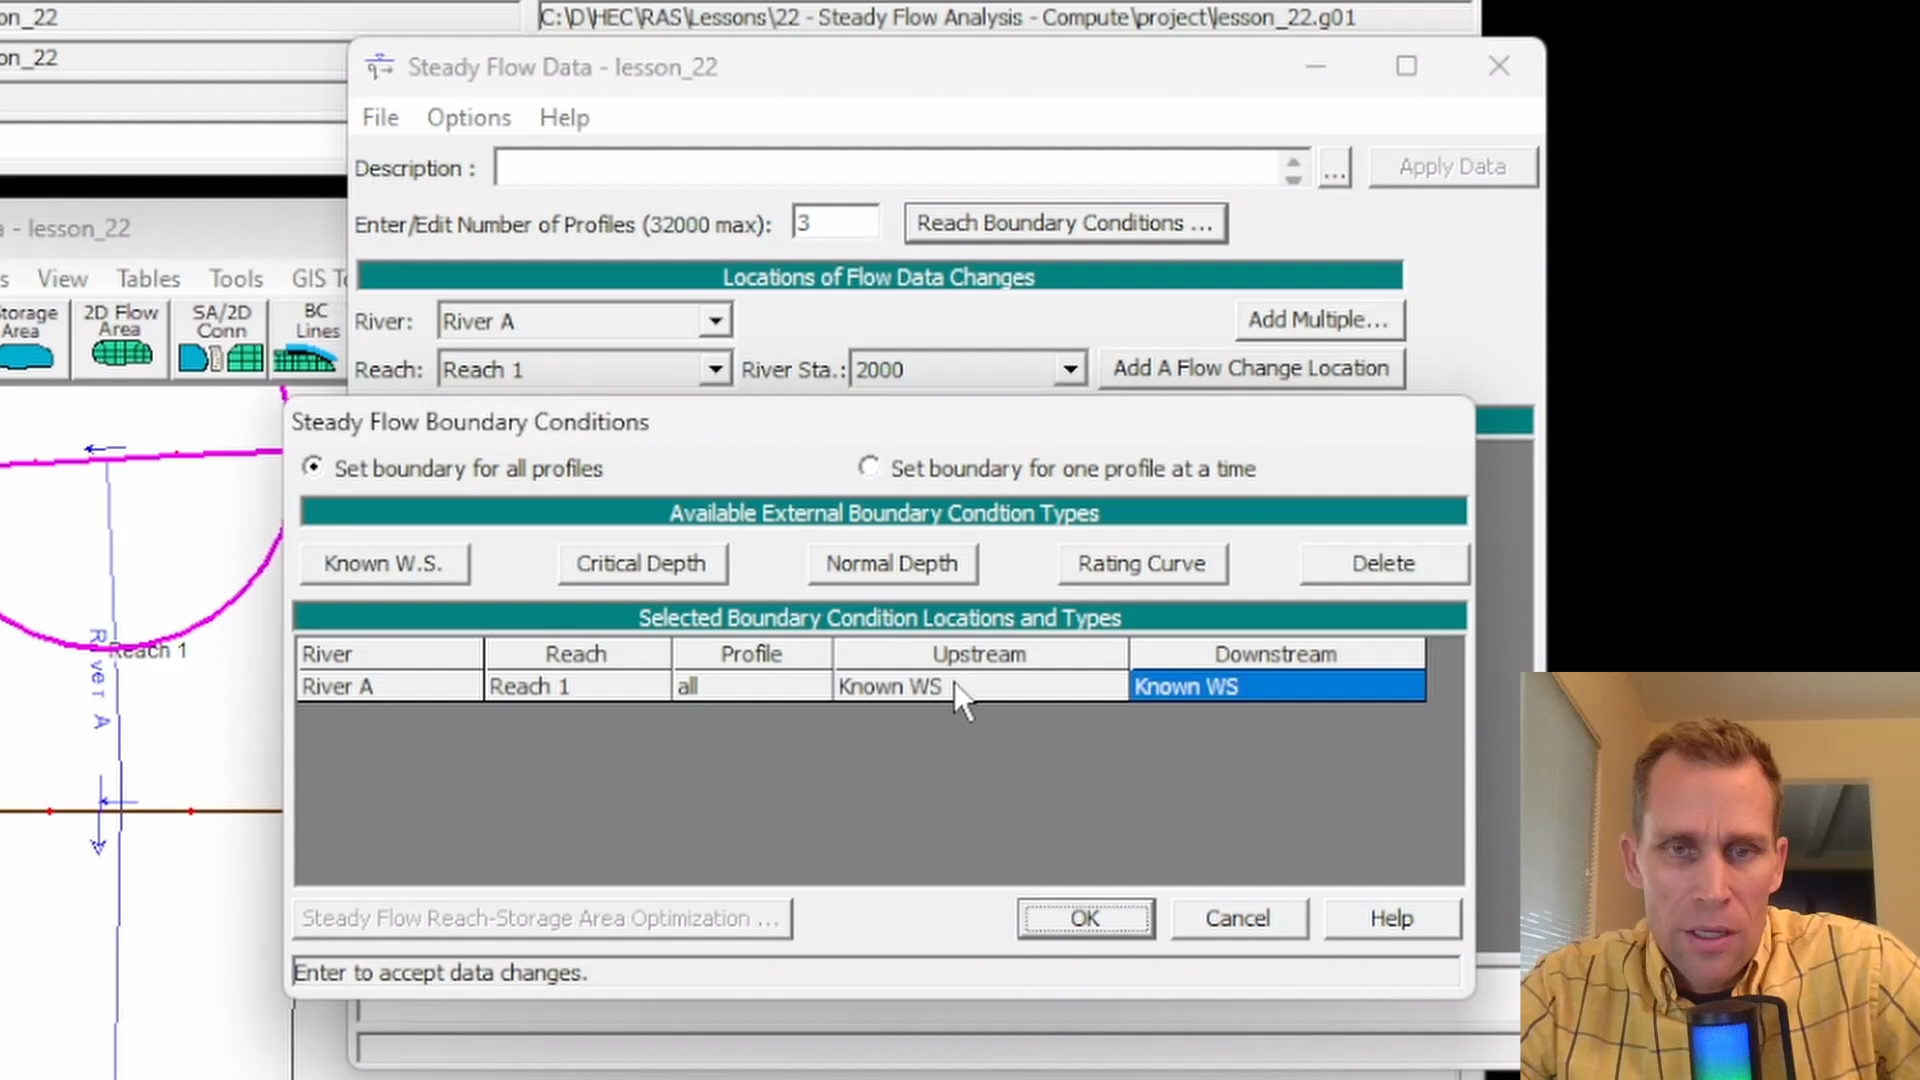 on_22
C:\D\HEC\RAS\Lessons\22 - Steady Flow Analysis - Compute\project\lesson_22.g01
on_22
Steady Flow Data - lesson_22
File Options Help
Description :
...
Apply Data
Enter/Edit Number of Profiles (32000 max): 3
Reach Boundary Conditions ...
a - lesson_22
s View Tables Tools GIS To
torage Area
2D Flow Area
SA/2D Conn
BC Lines
Locations of Flow Data Changes
River: River A
Add Multiple...
Reach: Reach 1
River Sta.: 2000
Add A Flow Change Location
Steady Flow Boundary Conditions
Set boundary for all profiles
Set boundary for one profile at a time
Available External Boundary Condtion Types
Known W.S. Critical Depth Normal Depth Rating Curve Delete
Selected Boundary Condition Locations and Types
River Reach Profile Upstream Downstream
River A Reach 1 all Known WS Known WS
Reach 1
River A
Steady Flow Reach-Storage Area Optimization ...
OK Cancel Help
Enter to accept data changes.